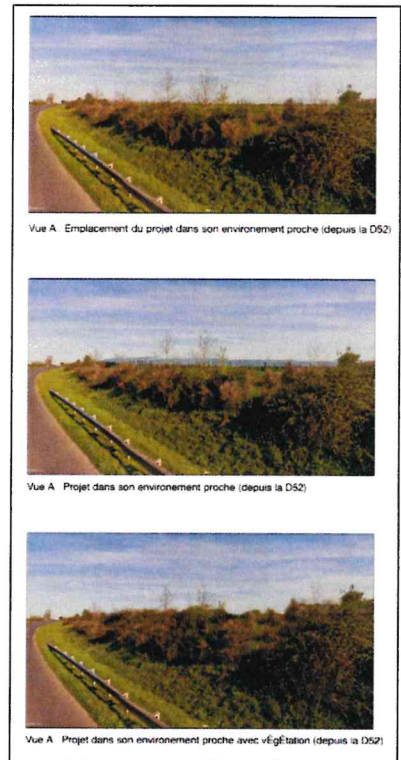 Vue A Emplacement du projet dans son environement proche (depuis la D52)
Vue A Projet dans son environement proche (depuis la D52)
Vue A Projet dans son environement proche avec vÉgÉtation (depuis la D52)